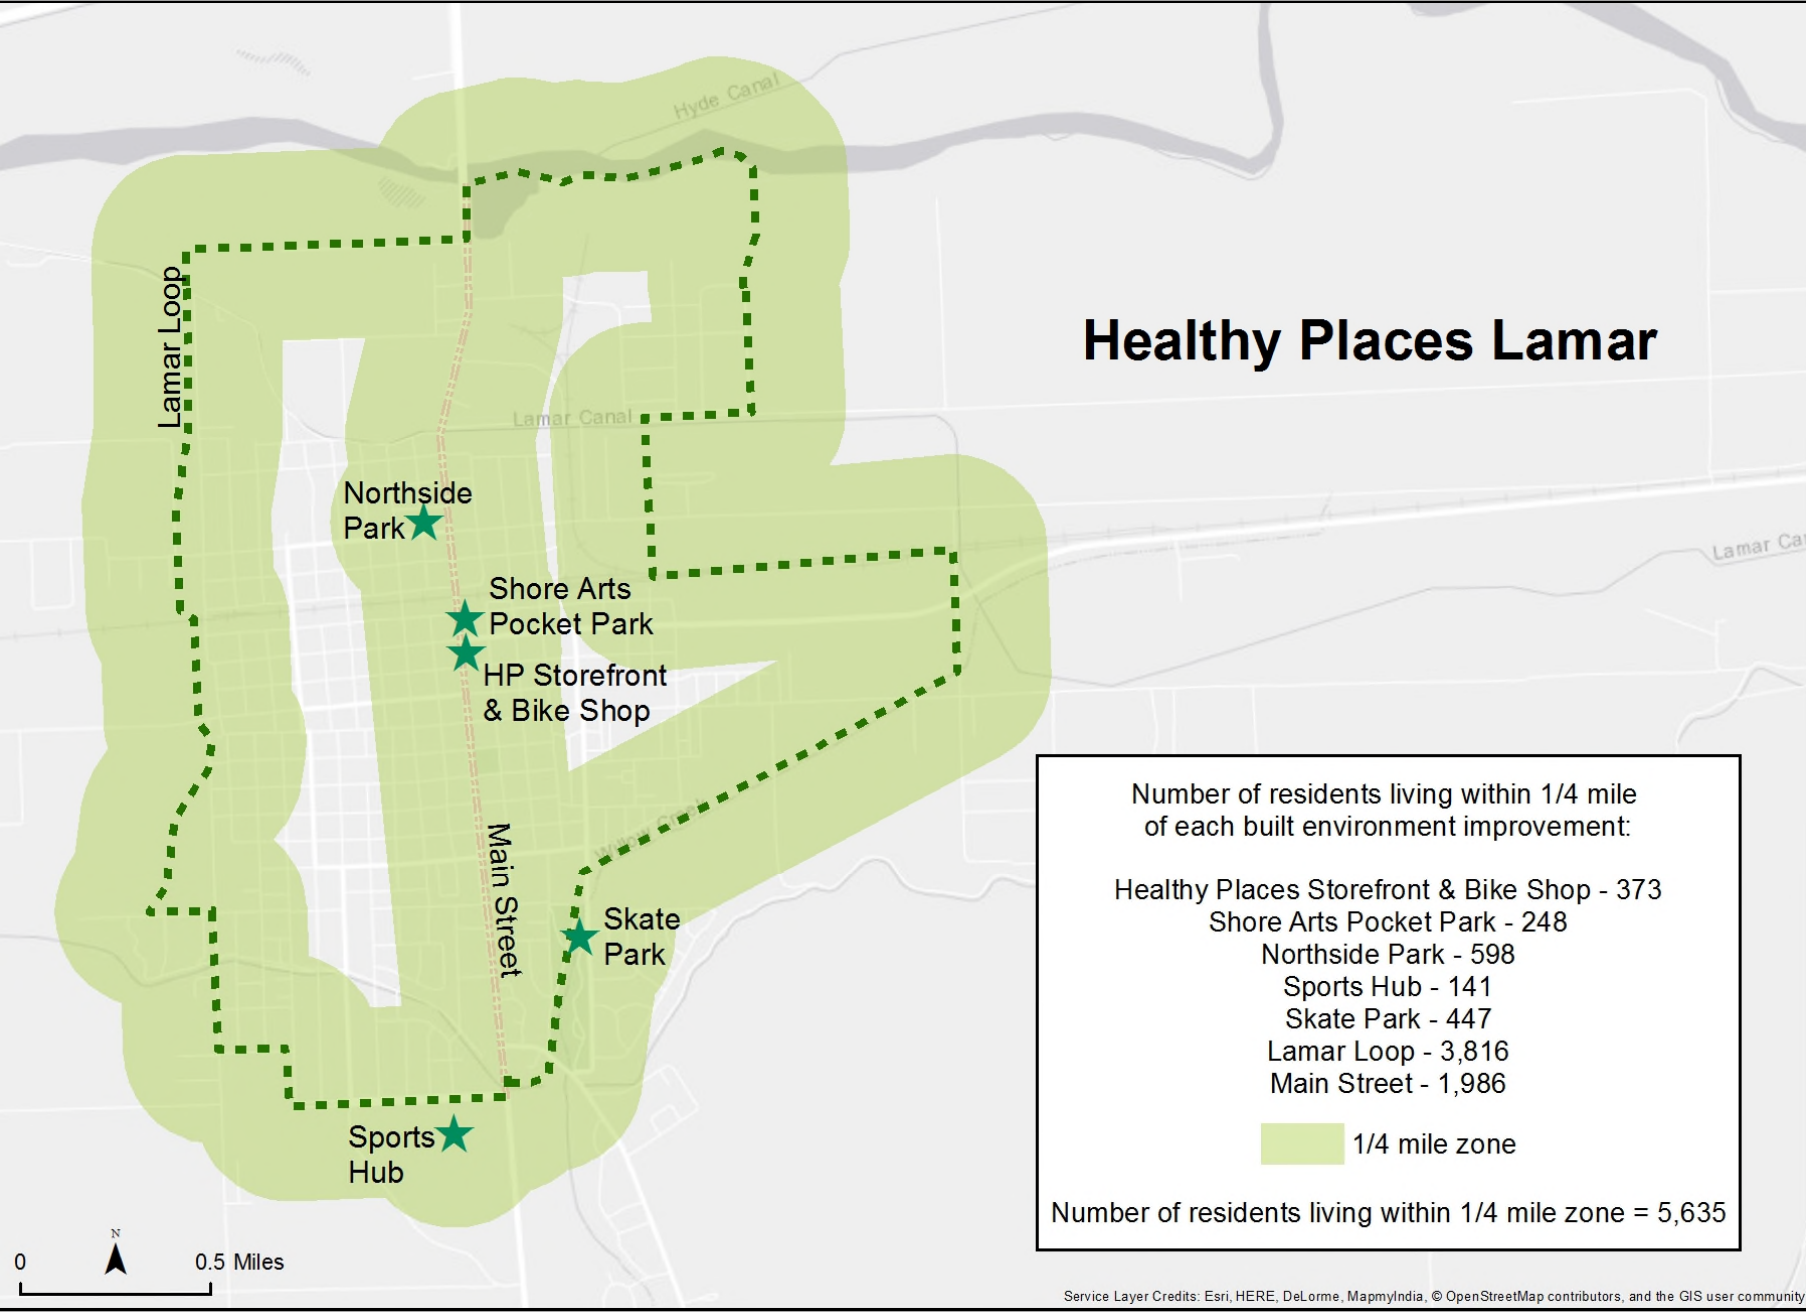 Hyde Canal
Lamar Loop
Healthy Places Lamar
Lamar Canal
Northside
Park
Lamar Ca
Shore Arts
Pocket Park
HP Storefront
& Bike Shop
Willow Creek
Main Street
Skate
Park
Sports
Hub
Number of residents living within 1/4 mile
of each built environment improvement:
Healthy Places Storefront & Bike Shop - 373
Shore Arts Pocket Park - 248
Northside Park - 598
Sports Hub - 141
Skate Park - 447
Lamar Loop - 3,816
Main Street - 1,986
1/4 mile zone
Number of residents living within 1/4 mile zone = 5,635
N
0 0.5 Miles
Service Layer Credits: Esri, HERE, DeLorme, MapmyIndia, © OpenStreetMap contributors, and the GIS user community